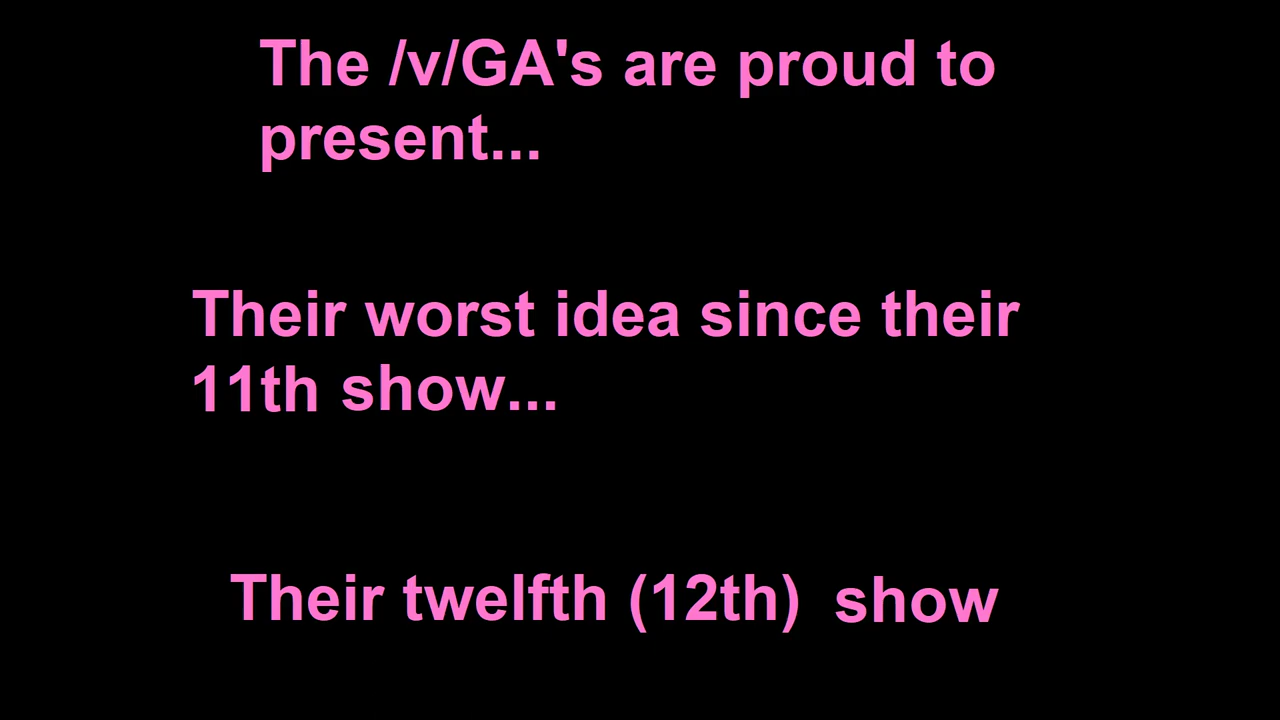 The /v/GA's are proud to
present...
Their worst idea since their
11th show...
Their twelfth (12th) show